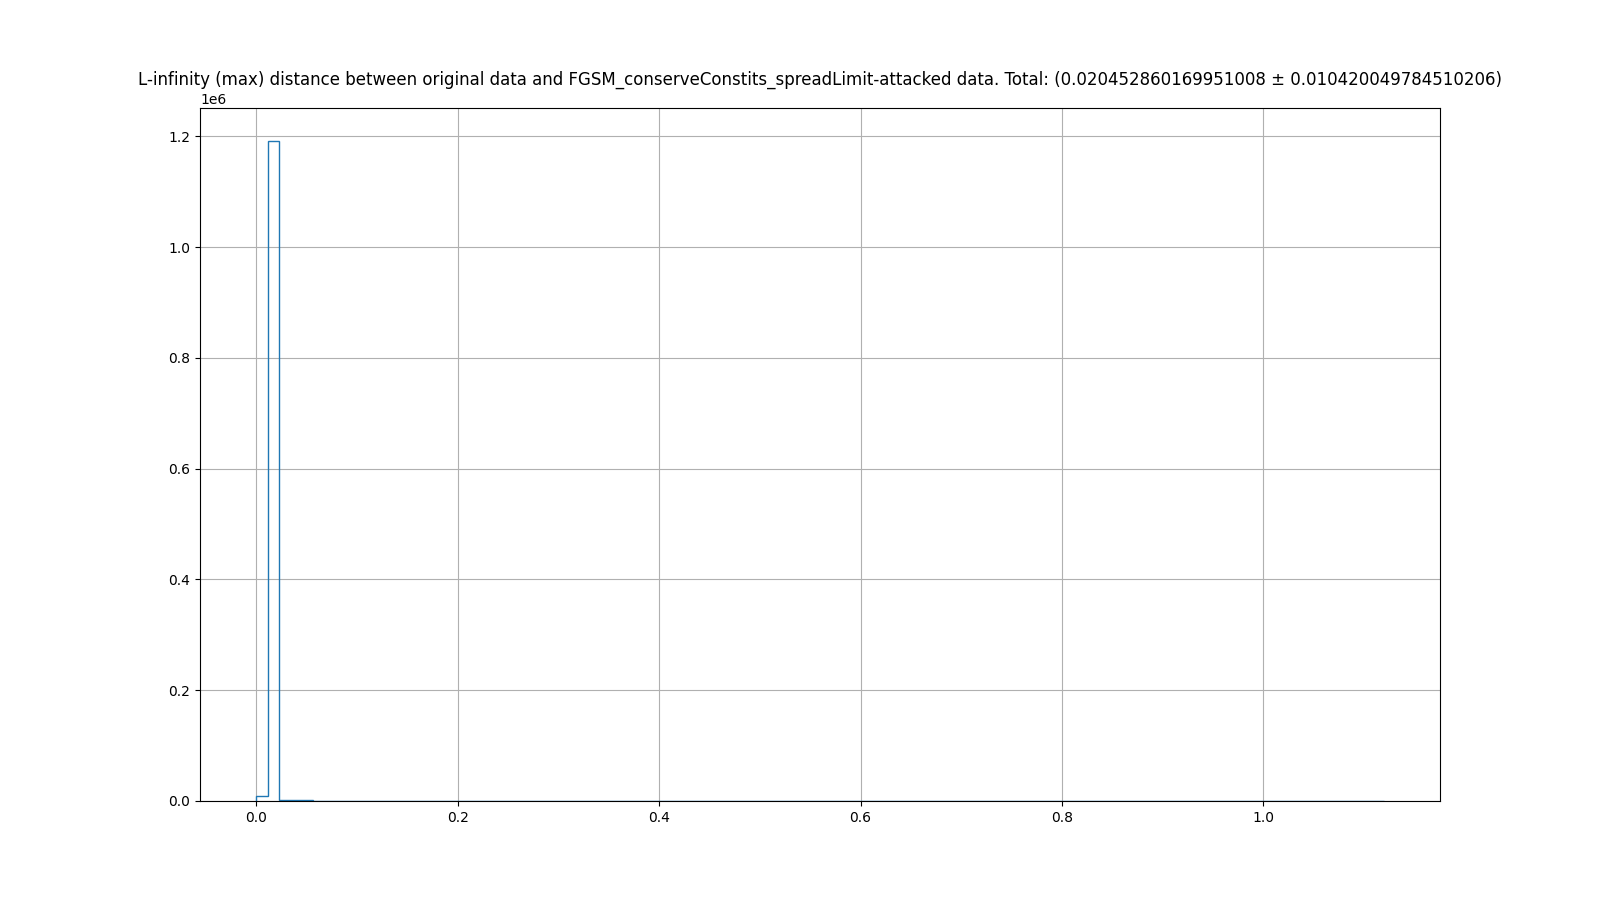 L-infinity (max) distance between original data and FGSM_conserveConstits_spreadLimit-attacked data. Total: (0.020452860169951008 ± 0.010420049784510206)
1e6
1.2
1.0
0.8
0.6
0.4
0.2
0.0
0.0 0.2 0.4 0.6 0.8 1.0